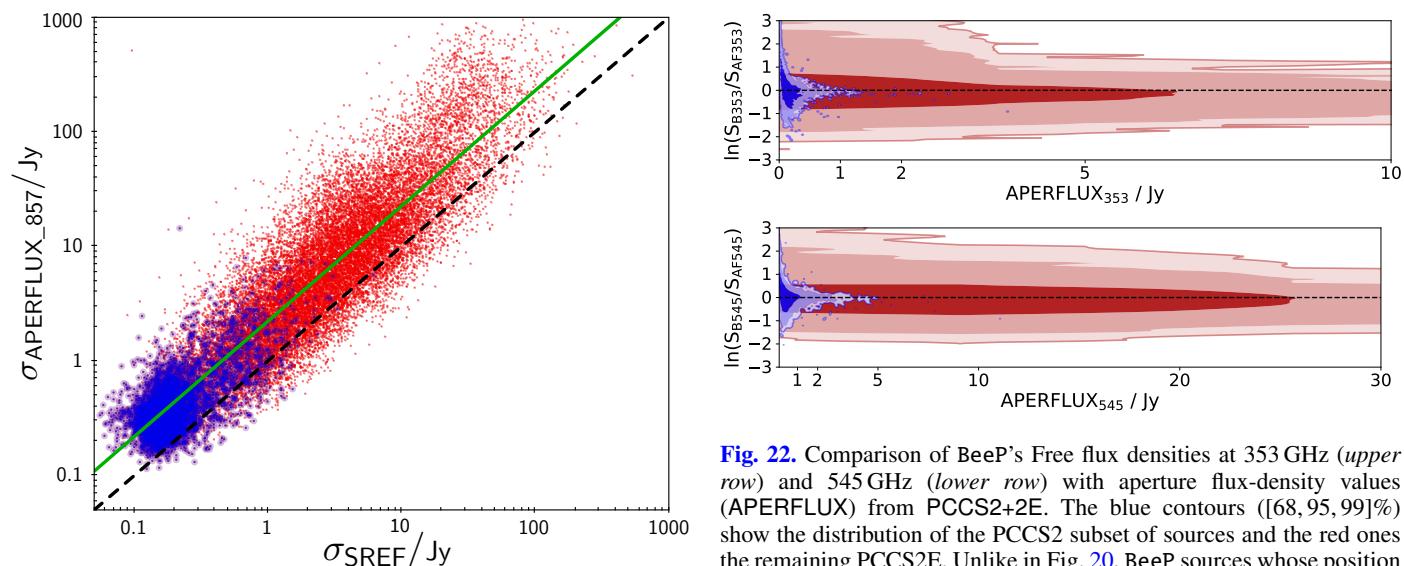 1000
100
10
1
0.1
σAPERFLUX_857/Jy
0.1 1 10 100 1000
σSREF/Jy
3
2
1
0
−1
−2
−3
ln(SB353/SAF353)
0 1 2 5 10
APERFLUX353 / Jy
3
2
1
0
−1
−2
−3
ln(SB545/SAF545)
1 2 5 10 20 30
APERFLUX545 / Jy
Fig. 22. Comparison of BeeP's Free flux densities at 353 GHz (upper
row) and 545 GHz (lower row) with aperture flux-density values
(APERFLUX) from PCCS2+2E. The blue contours ([68, 95, 99]%)
show the distribution of the PCCS2 subset of sources and the red ones
the remaining PCCS2E. Unlike in Fig. 20, BeeP sources whose position